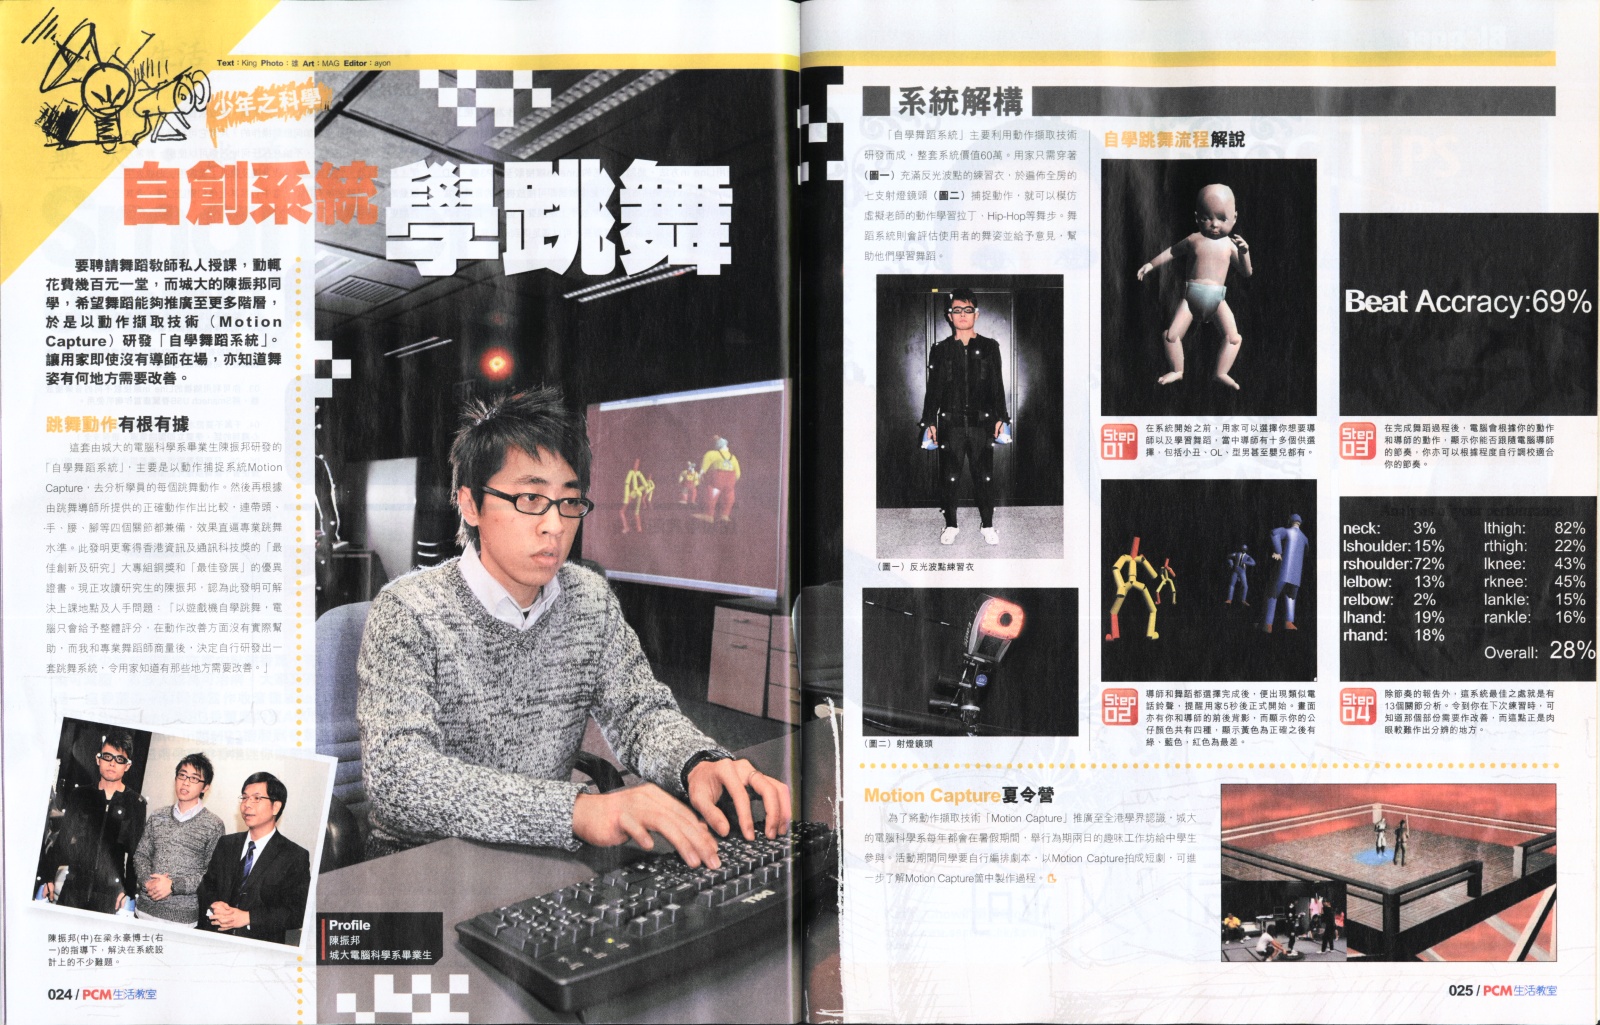 Text：King Photo：雄 Art：MAG Editor：ayon
少年之科學
自創系統學跳舞
要聘請舞蹈教師私人授課，動輒
花費幾百元一堂，而城大的陳振邦同
學，希望舞蹈能夠推廣至更多階層，
於是以動作擷取技術（Motion
Capture）研發「自學舞蹈系統」。
讓用家即使沒有導師在場，亦知道舞
姿有何地方需要改善。
跳舞動作有根有據
這套由城大的電腦科學系畢業生陳振邦研發的
「自學舞蹈系統」，主要是以動作捕捉系統Motion
Capture，去分析學員的每個跳舞動作。然後再根據
由跳舞導師所提供的正確動作作出比較，連帶頭、
手、腰、腳等四個關節都兼備，效果直逼專業跳舞
水準。此發明更奪得香港資訊及通訊科技獎的「最
佳創新及研究」大專組銅獎和「最佳發展」的優異
證書。現正攻讀研究生的陳振邦，認為此發明可解
決上課地點及人手問題：「以遊戲機自學跳舞，電
腦只會給予整體評分，在動作改善方面沒有實際幫
助，而我和專業舞蹈師商量後，決定自行研發出一
套跳舞系統，令用家知道有那些地方需要改善。」
陳振邦(中)在梁永豪博士(右
一)的指導下，解決在系統設
計上的不少難題。
Profile
陳振邦
城大電腦科學系畢業生
DELL
024 / PCM生活教室
系統解構
「自學舞蹈系統」主要利用動作擷取技術
研發而成，整套系統價值60萬。用家只需穿著
（圖一）充滿反光波點的練習衣，於遍佈全房的
七支射燈鏡頭（圖二）捕捉動作，就可以模仿
虛擬老師的動作學習拉丁、Hip-Hop等舞步。舞
蹈系統則會評估使用者的舞姿並給予意見，幫
助他們學習舞蹈。
（圖一）反光波點練習衣
（圖二）射燈鏡頭
自學跳舞流程解說
Step
01
在系統開始之前，用家可以選擇你想要導
師以及學習舞蹈，當中導師有十多個供選
擇，包括小丑、OL、型男甚至嬰兒都有。
Step
02
導師和舞蹈都選擇完成後，便出現類似電
話鈴聲，提醒用家5秒後正式開始。畫面
亦有你和導師的前後背影，而顯示你的公
仔顏色共有四種，顯示黃色為正確之後有
綠、藍色，紅色為最差。
Beat Accracy:69%
Step
03
在完成舞蹈過程後，電腦會根據你的動作
和導師的動作，顯示你能否跟隨電腦導師
的節奏，你亦可以根據程度自行調校適合
你的節奏。
neck: 3% lthigh: 82%
lshoulder: 15% rthigh: 22%
rshoulder: 72% lknee: 43%
lelbow: 13% rknee: 45%
relbow: 2% lankle: 15%
lhand: 19% rankle: 16%
rhand: 18%
Overall: 28%
Step
04
除節奏的報告外，這系統最佳之處就是有
13個關節分析。令到你在下次練習時，可
知道那個部份需要作改善，而這點正是肉
眼較難作出分辨的地方。
Motion Capture夏令營
為了將動作擷取技術「Motion Capture」推廣至全港學界認識，城大
的電腦科學系每年都會在暑假期間，舉行為期兩日的趣味工作坊給中學生
參與。活動期間同學要自行編排劇本，以Motion Capture拍成短劇，可進
一步了解Motion Capture箇中製作過程。
025 / PCM生活教室